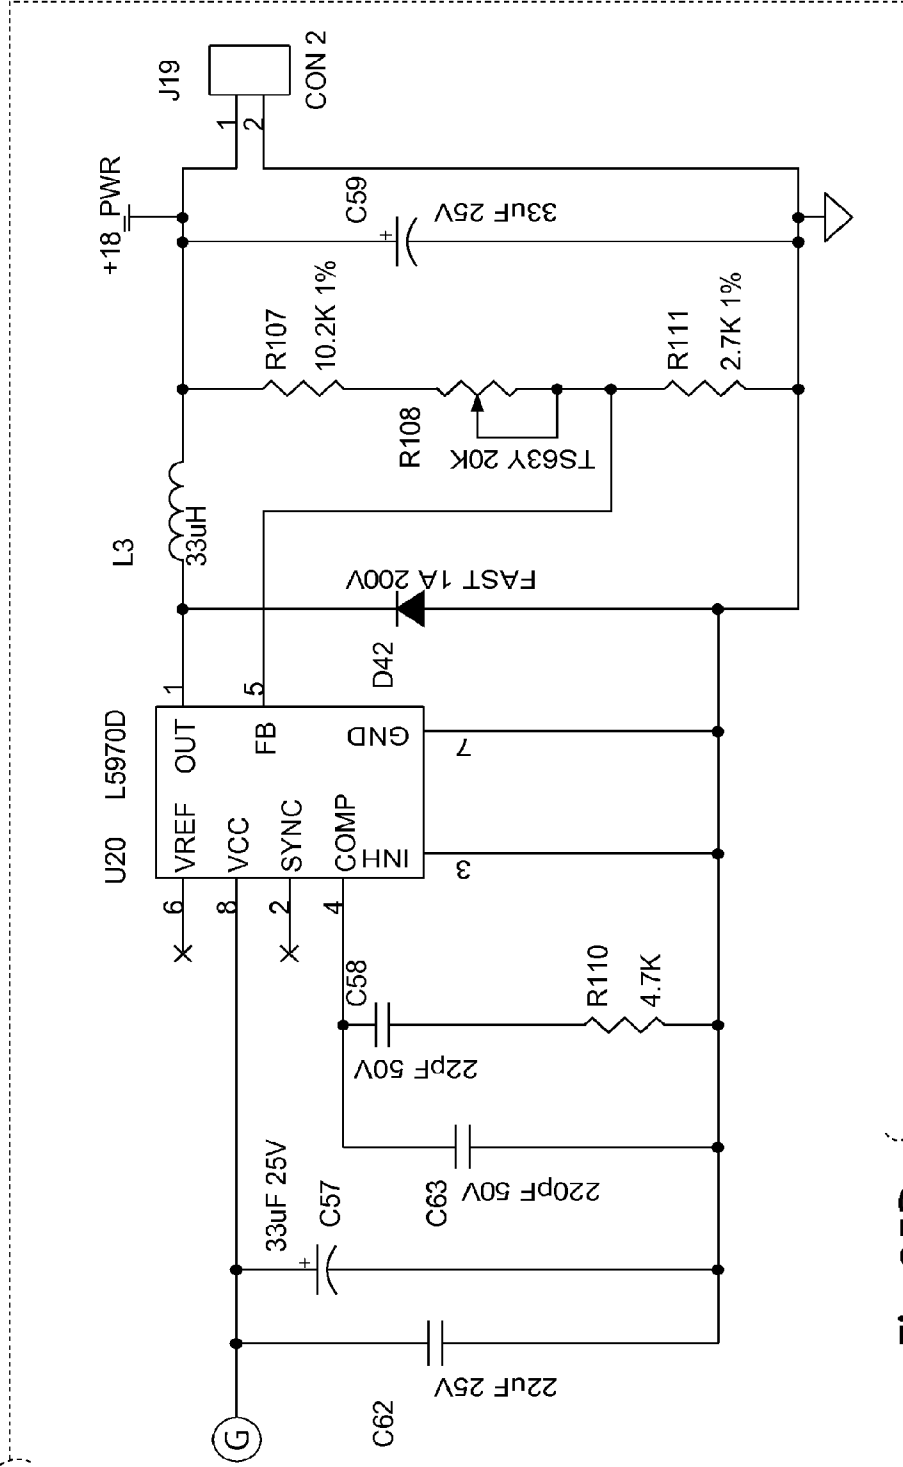 J19
CON 2
1
2
+18 PWR
C59
33uF 25V
R107
10.2K 1%
R111
2.7K 1%
R108
TS63Y 20K
L3
33uH
FAST 1A 200V
D42
1
5
U20 L5970D
OUT
FB
GND
VREF
VCC
SYNC
COMP
INH
7
3
6
8
2
4
C58
22pF 50V
R110
4.7K
33uF 25V
C57
C63
220pF 50V
22uF 25V
C62
G